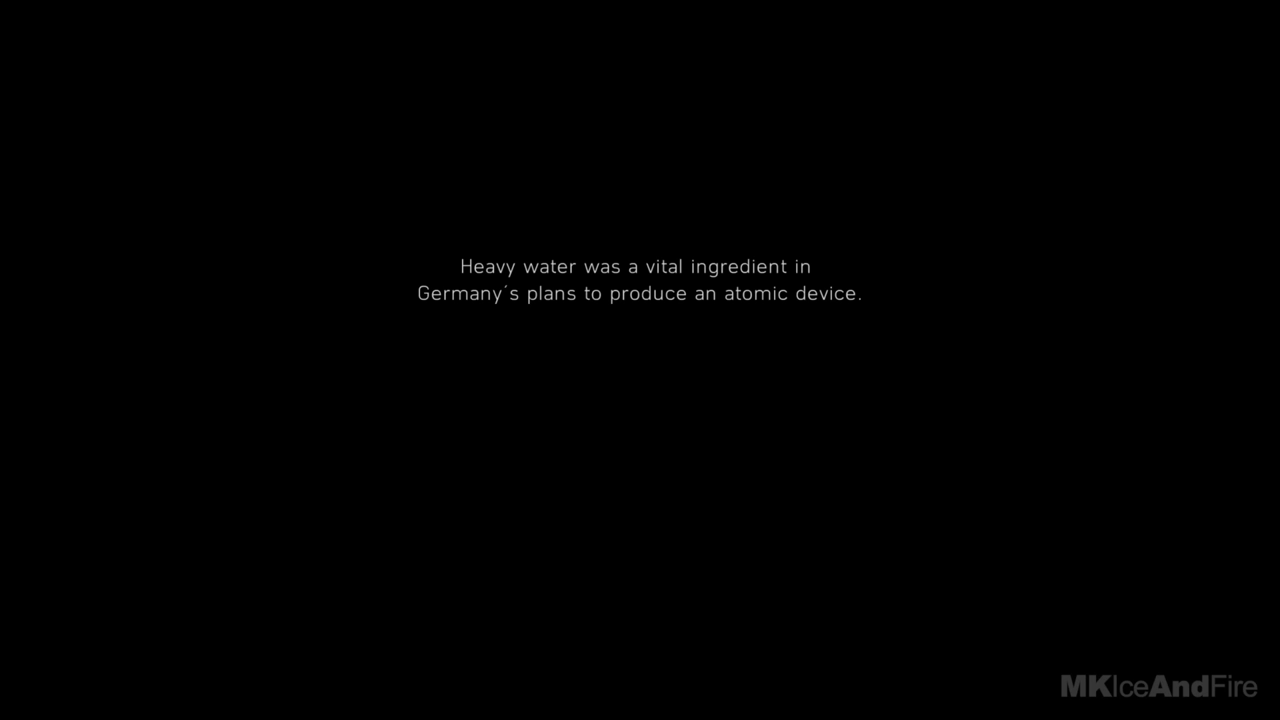 Heavy water was a vital ingredient in
Germany´s plans to produce an atomic device.
MKIceAndFire